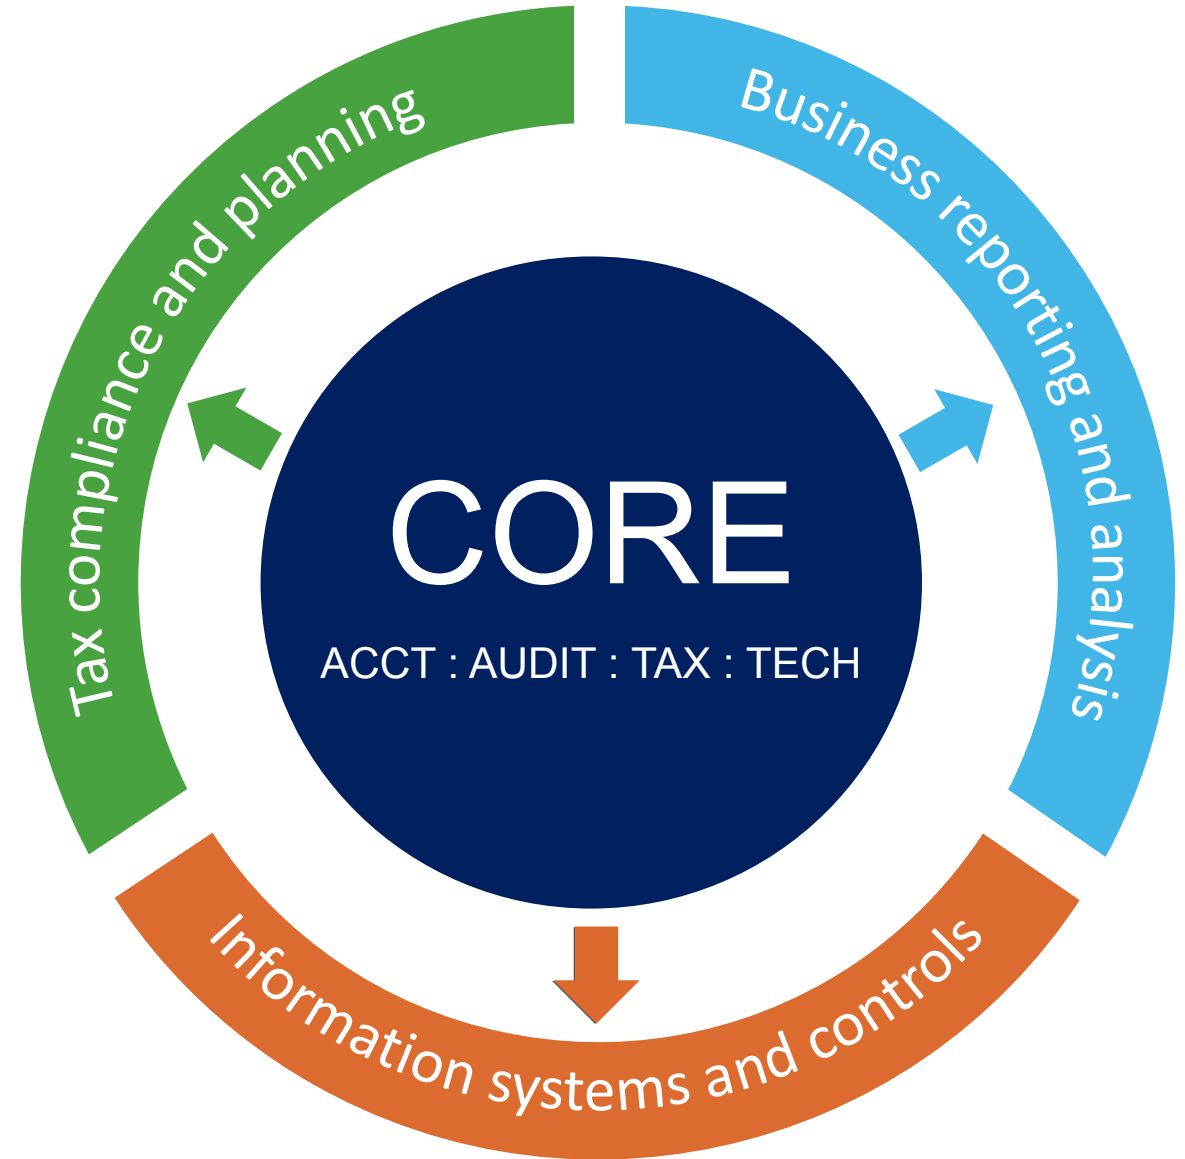 Tax compliance and planning
Business reporting and analysis
CORE
ACCT : AUDIT : TAX : TECH
Information systems and controls